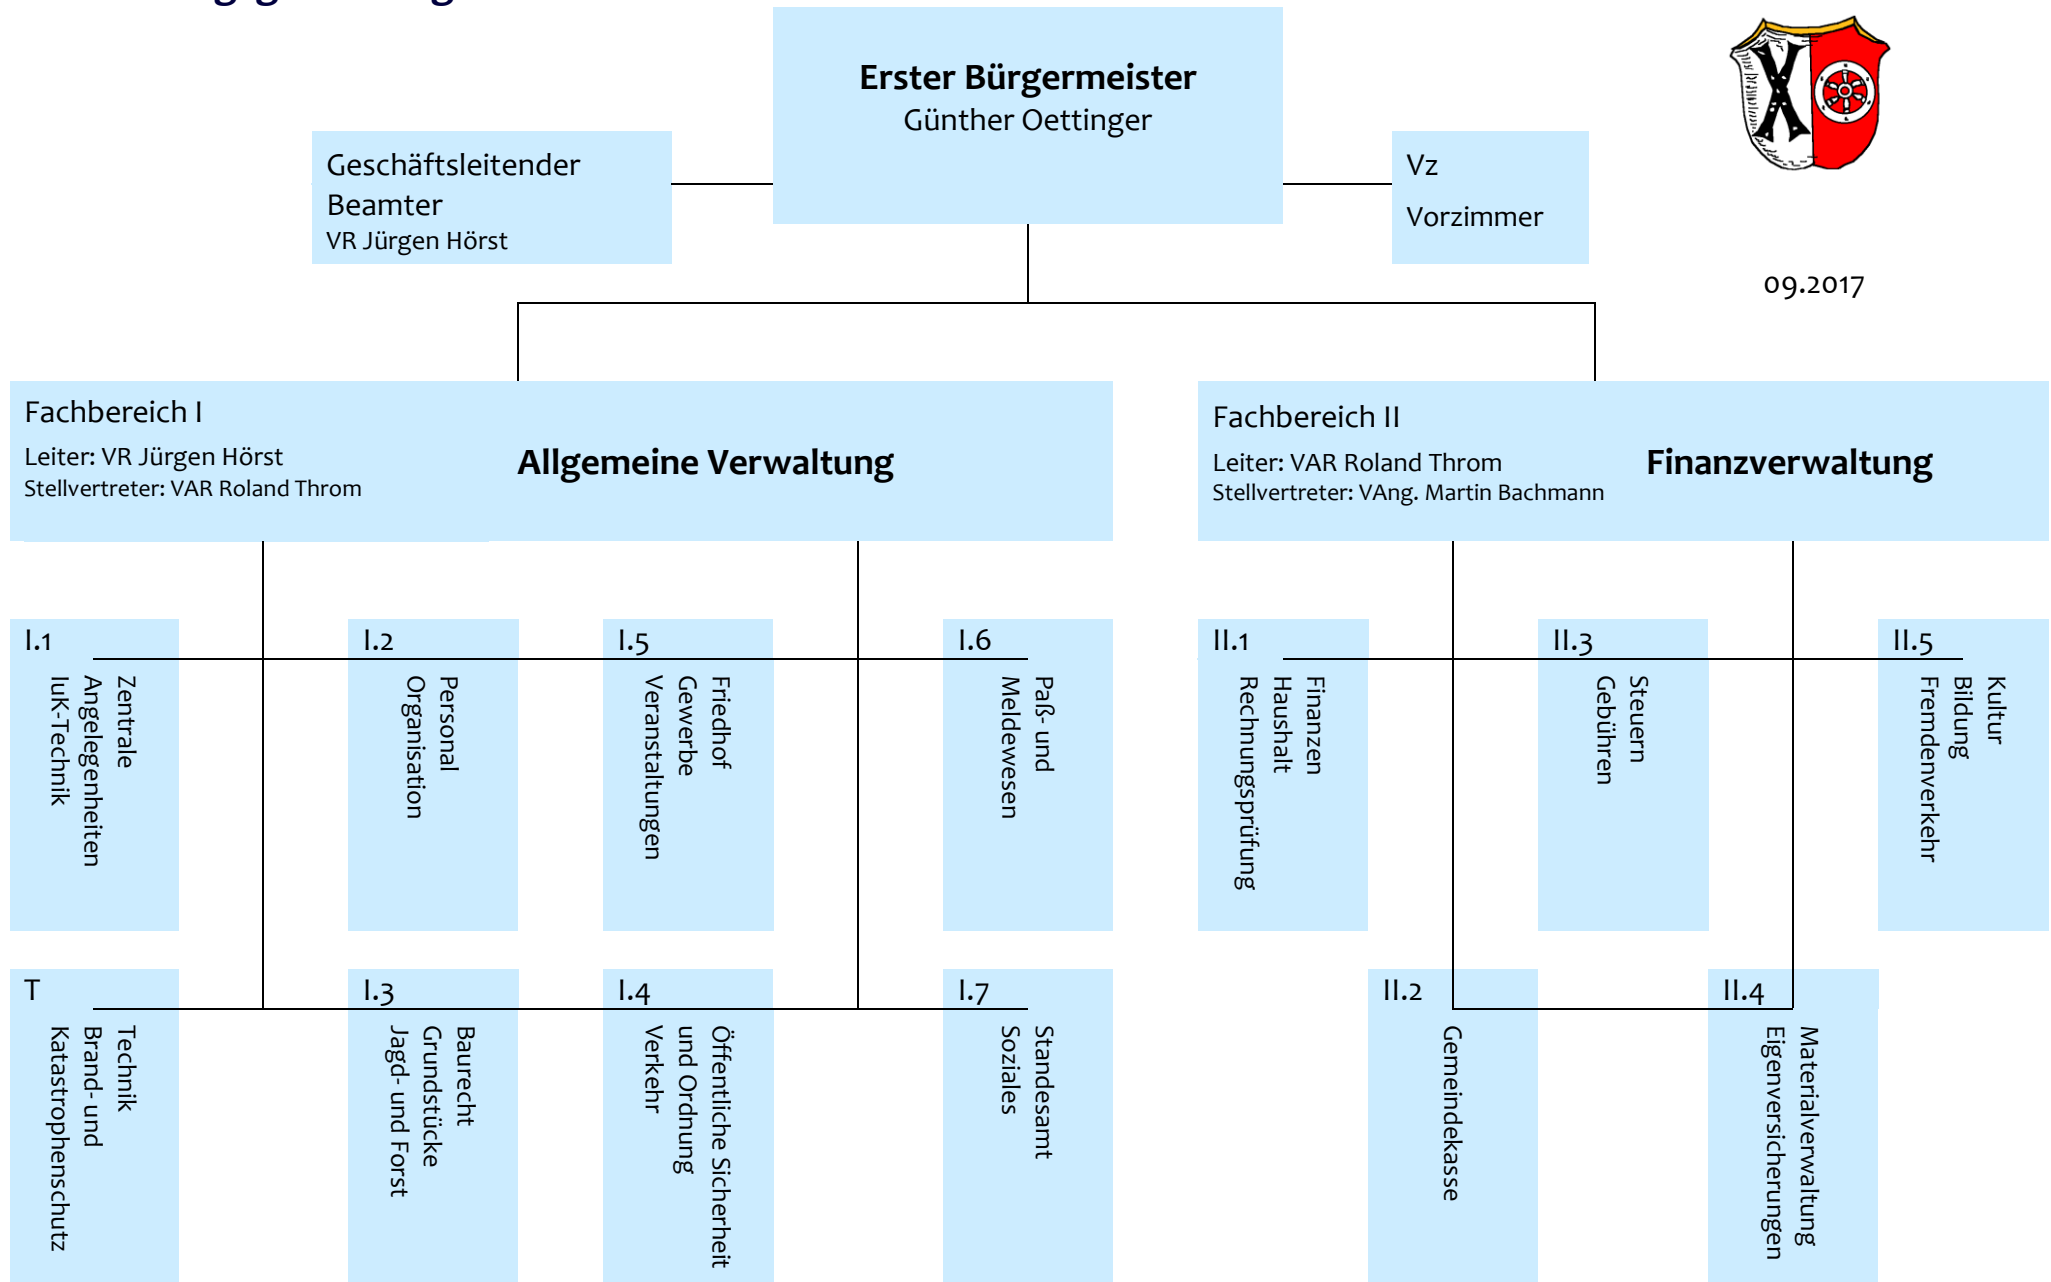 Erster Bürgermeister
Günther Oettinger
Geschäftsleitender
Beamter
VR Jürgen Hörst
Vz
Vorzimmer
09.2017
Fachbereich I
Leiter: VR Jürgen Hörst
Stellvertreter: VAR Roland Throm
Allgemeine Verwaltung
Fachbereich II
Leiter: VAR Roland Throm
Stellvertreter: VAng. Martin Bachmann
Finanzverwaltung
I.1
Zentrale
Angelegenheiten
IuK-Technik
I.2
Personal
Organisation
I.5
Friedhof
Gewerbe
Veranstaltungen
I.6
Paß- und
Meldewesen
II.1
Finanzen
Haushalt
Rechnungsprüfung
II.3
Steuern
Gebühren
II.5
Kultur
Bildung
Fremdenverkehr
T
Technik
Brand- und
Katastrophenschutz
I.3
Baurecht
Grundstücke
Jagd- und Forst
I.4
Öffentliche Sicherheit
und Ordnung
Verkehr
I.7
Standesamt
Soziales
II.2
Gemeindekasse
II.4
Materialverwaltung
Eigenversicherungen